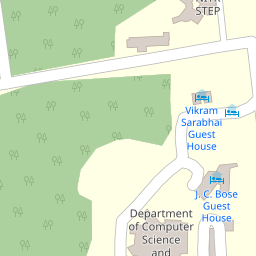 STEP
Vikram
Sarabhai
Guest
House
J. C. Bose
Guest
House
Department
of Computer
Science
and